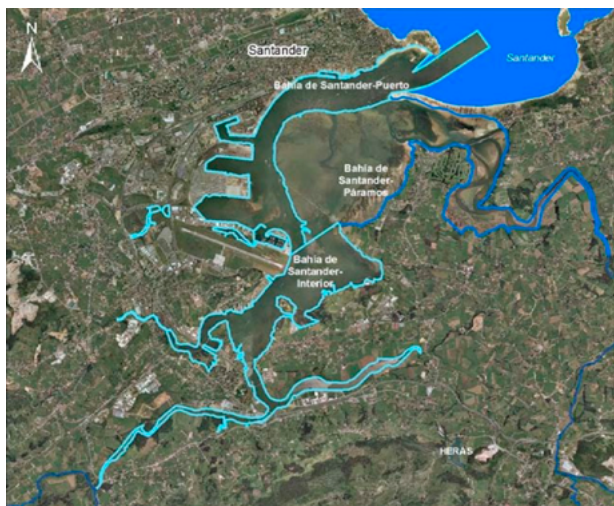 N
Santander
Santander
Bahía de Santander-Puerto
Bahía de
Santander-
Páramos
Bahía de
Santander-
Interior
HERAS